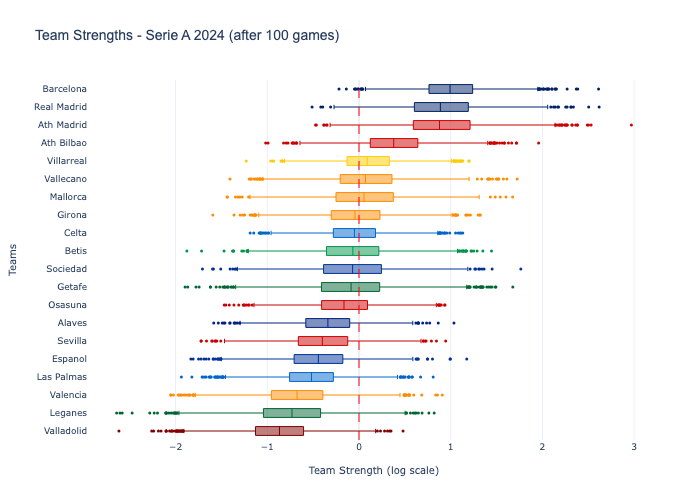 Team Strengths - Serie A 2024 (after 100 games)
Barcelona
Real Madrid
Ath Madrid
Ath Bilbao
Villarreal
Vallecano
Mallorca
Girona
Celta
Betis
Sociedad
Getafe
Osasuna
Alaves
Sevilla
Espanol
Las Palmas
Valencia
Leganes
Valladolid
Teams
−2 −1 0 1 2 3
Team Strength (log scale)